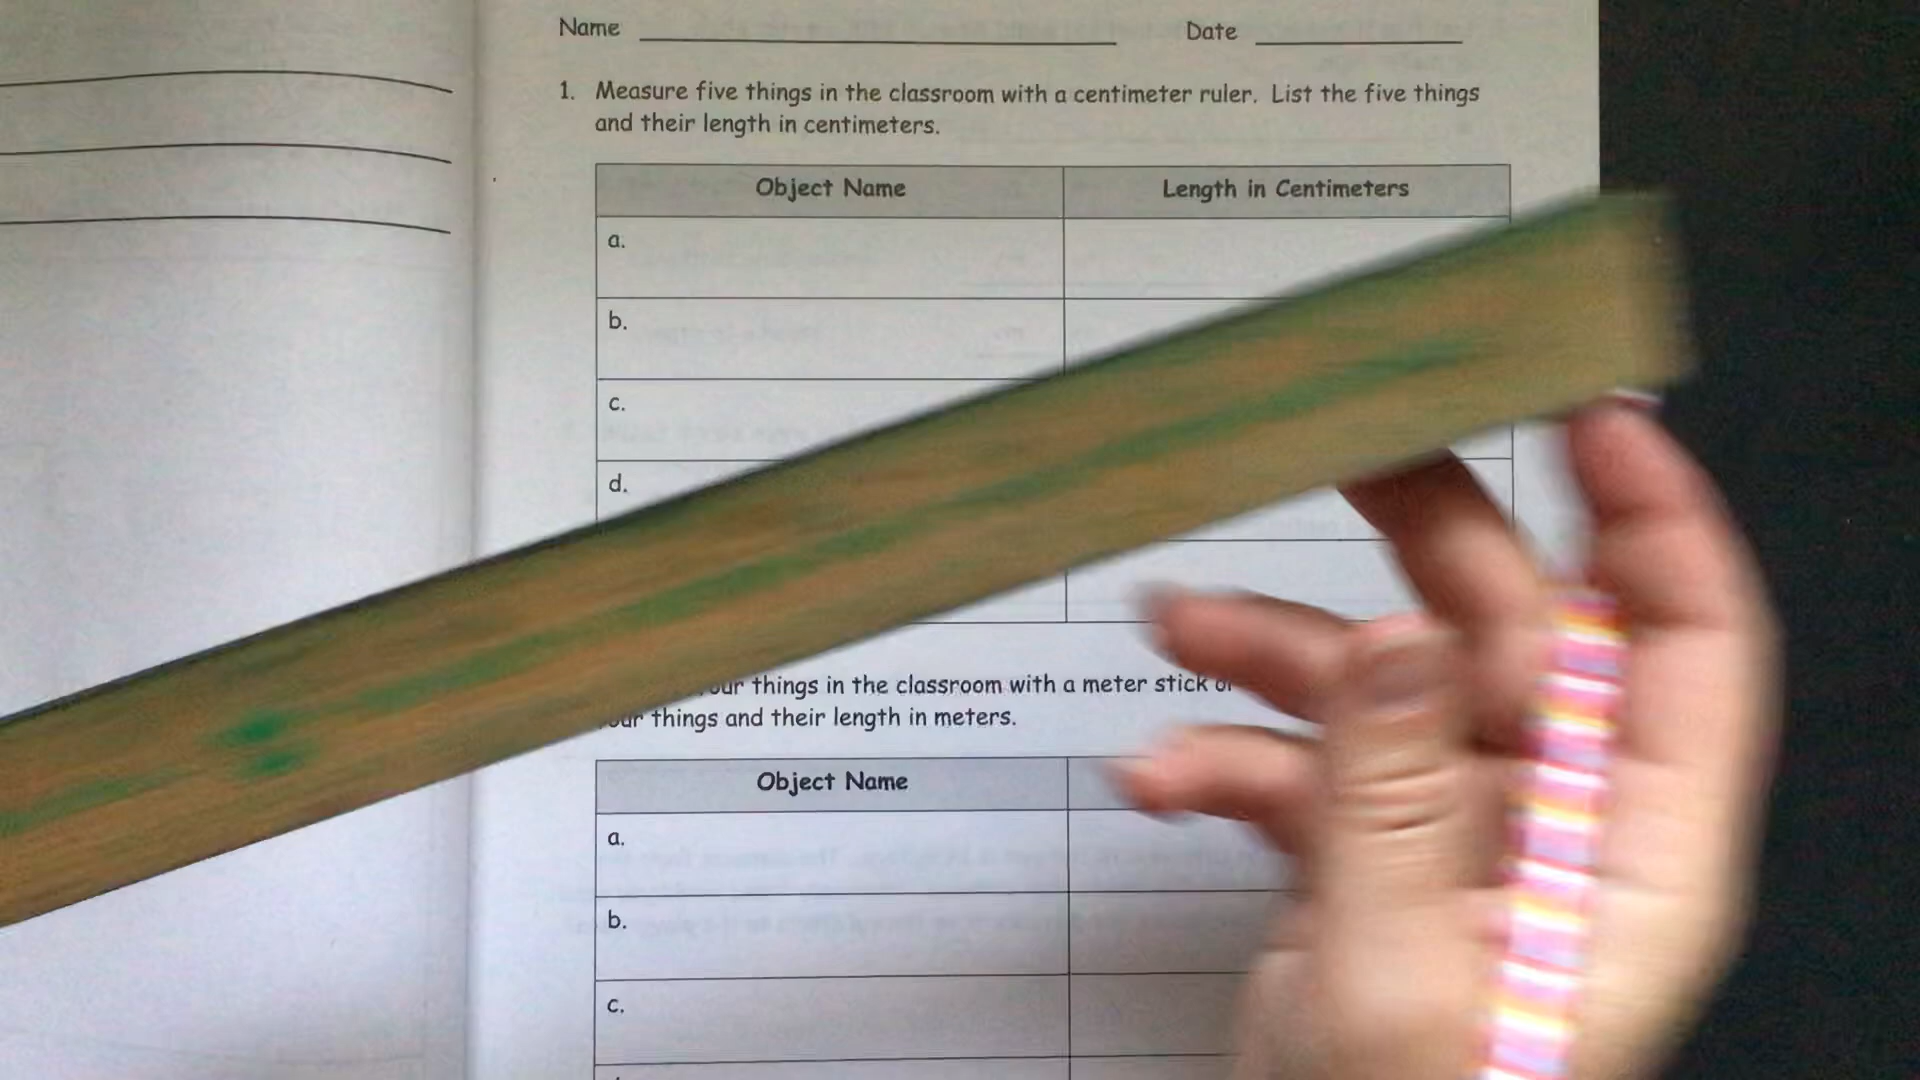 Name Date
1. Measure five things in the classroom with a centimeter ruler. List the five things
and their length in centimeters.
Object Name Length in Centimeters
a.
b.
c.
d.
things in the classroom with a meter stick
things and their length in meters.
Object Name
a.
b.
c.